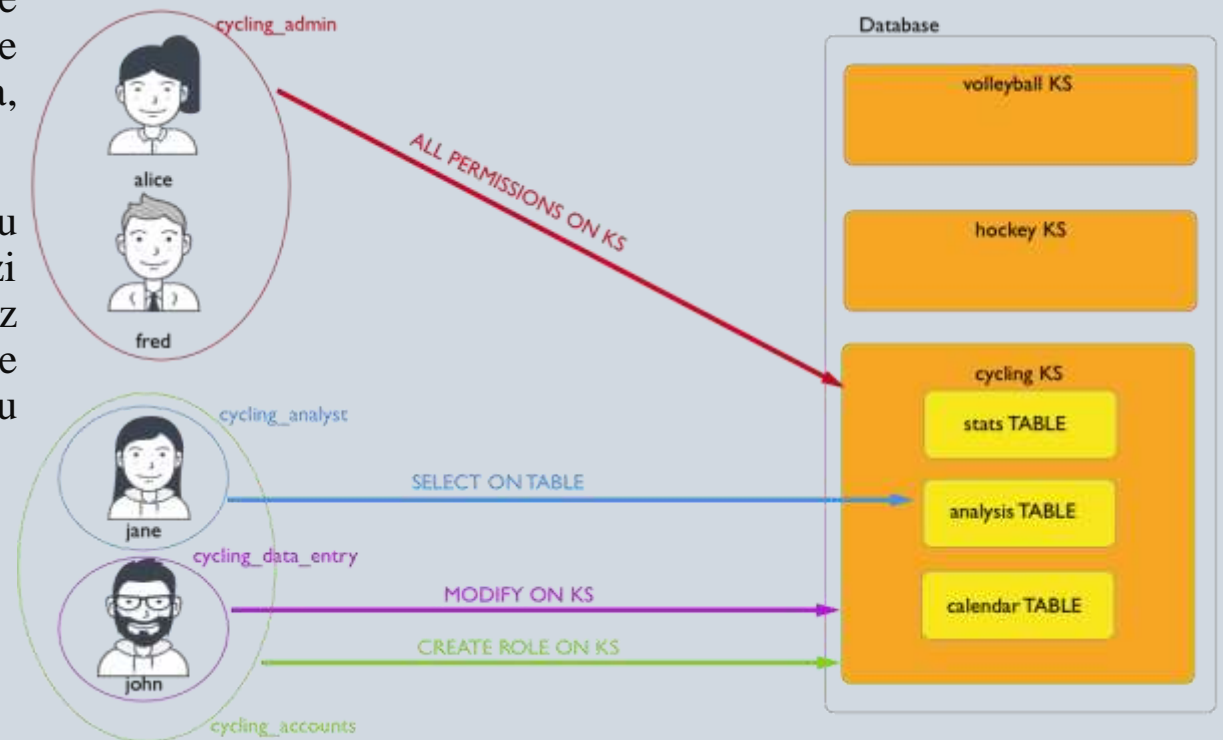 e
e
a,
u
zi
z
e
u
cycling_admin
alice
fred
ALL PERMISSIONS ON KS
cycling_analyst
jane
SELECT ON TABLE
cycling_data_entry
john
MODIFY ON KS
CREATE ROLE ON KS
cycling_accounts
Database
volleyball KS
hockey KS
cycling KS
stats TABLE
analysis TABLE
calendar TABLE